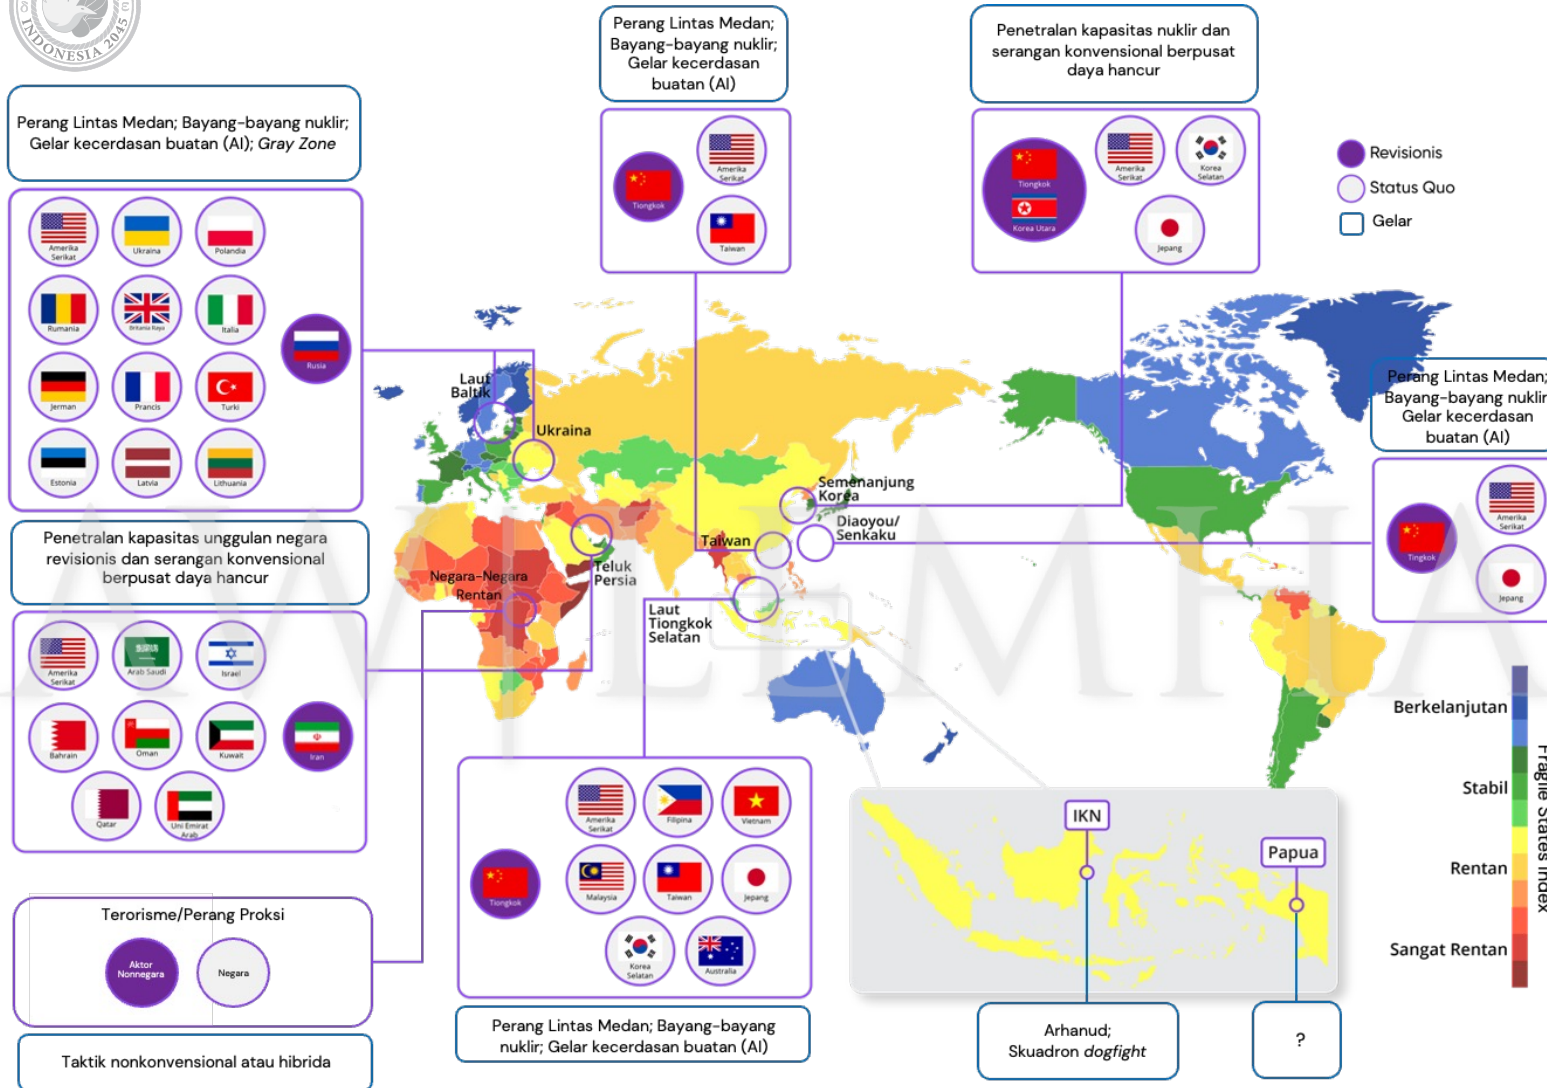 INDONESIA 2045
Perang Lintas Medan;
Bayang-bayang nuklir;
Gelar kecerdasan
buatan (AI)
Tiongkok
Amerika
Serikat
Taiwan
Penetralan kapasitas nuklir dan
serangan konvensional berpusat
daya hancur
Tiongkok
Korea Utara
Amerika
Serikat
Korea
Selatan
Jepang
Revisionis
Status Quo
Gelar
Perang Lintas Medan; Bayang-bayang nuklir;
Gelar kecerdasan buatan (AI); Gray Zone
Amerika
Serikat
Ukraina
Polandia
Rumania
Britania Raya
Italia
Rusia
Jerman
Prancis
Turki
Estonia
Latvia
Lithuania
Laut
Baltik
Ukraina
Semenanjung
Korea
Diaoyou/
Senkaku
Taiwan
Teluk
Persia
Negara-Negara
Rentan
Laut
Tiongkok
Selatan
Perang Lintas Medan;
Bayang-bayang nuklir
Gelar kecerdasan
buatan (AI)
Tingkok
Amerika
Serikat
Jepang
Penetralan kapasitas unggulan negara
revisionis dan serangan konvensional
berpusat daya hancur
Amerika
Serikat
Arab Saudi
Israel
Bahrain
Oman
Kuwait
Iran
Qatar
Uni Emirat
Arab
Terorisme/Perang Proksi
Aktor
Nonnegara
Negara
Taktik nonkonvensional atau hibrida
Amerika
Serikat
Filipina
Vietnam
Tiongkok
Malaysia
Taiwan
Jepang
Korea
Selatan
Australia
Perang Lintas Medan; Bayang-bayang
nuklir; Gelar kecerdasan buatan (AI)
IKN
Papua
Arhanud;
Skuadron dogfight
?
Berkelanjutan
Stabil
Rentan
Sangat Rentan
Fragile States Index